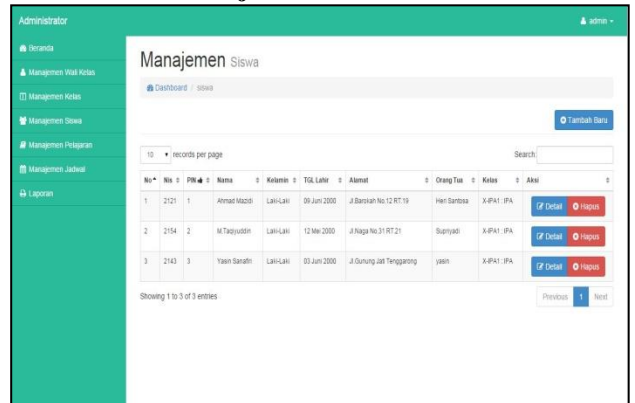 Administrator
admin
Beranda
Manajemen Wali Kelas
Manajemen Kelas
Manajemen Siswa
Manajemen Pelajaran
Manajemen Jadwal
Laporan
Manajemen Siswa
Dashboard / siswa
Tambah Baru
10 records per page
Search:
No Nis PIN Nama Kelamin TGL Lahir Alamat Orang Tua Kelas Aksi
1 2121 1 Ahmad Mazidi Laki-Laki 09 Juni 2000 Jl.Barokah No.12 RT.19 Heri Santosa X-IPA1 : IPA Detail Hapus
2 2154 2 M.Taqiyuddin Laki-Laki 12 Mei 2000 Jl.Naga No.31 RT.21 Supriyadi X-IPA1 : IPA Detail Hapus
3 2143 3 Yasin Sanafri Laki-Laki 03 Juni 2000 Jl.Gunung Jati Tenggarong yasin X-IPA1 : IPA Detail Hapus
Showing 1 to 3 of 3 entries
Previous 1 Next